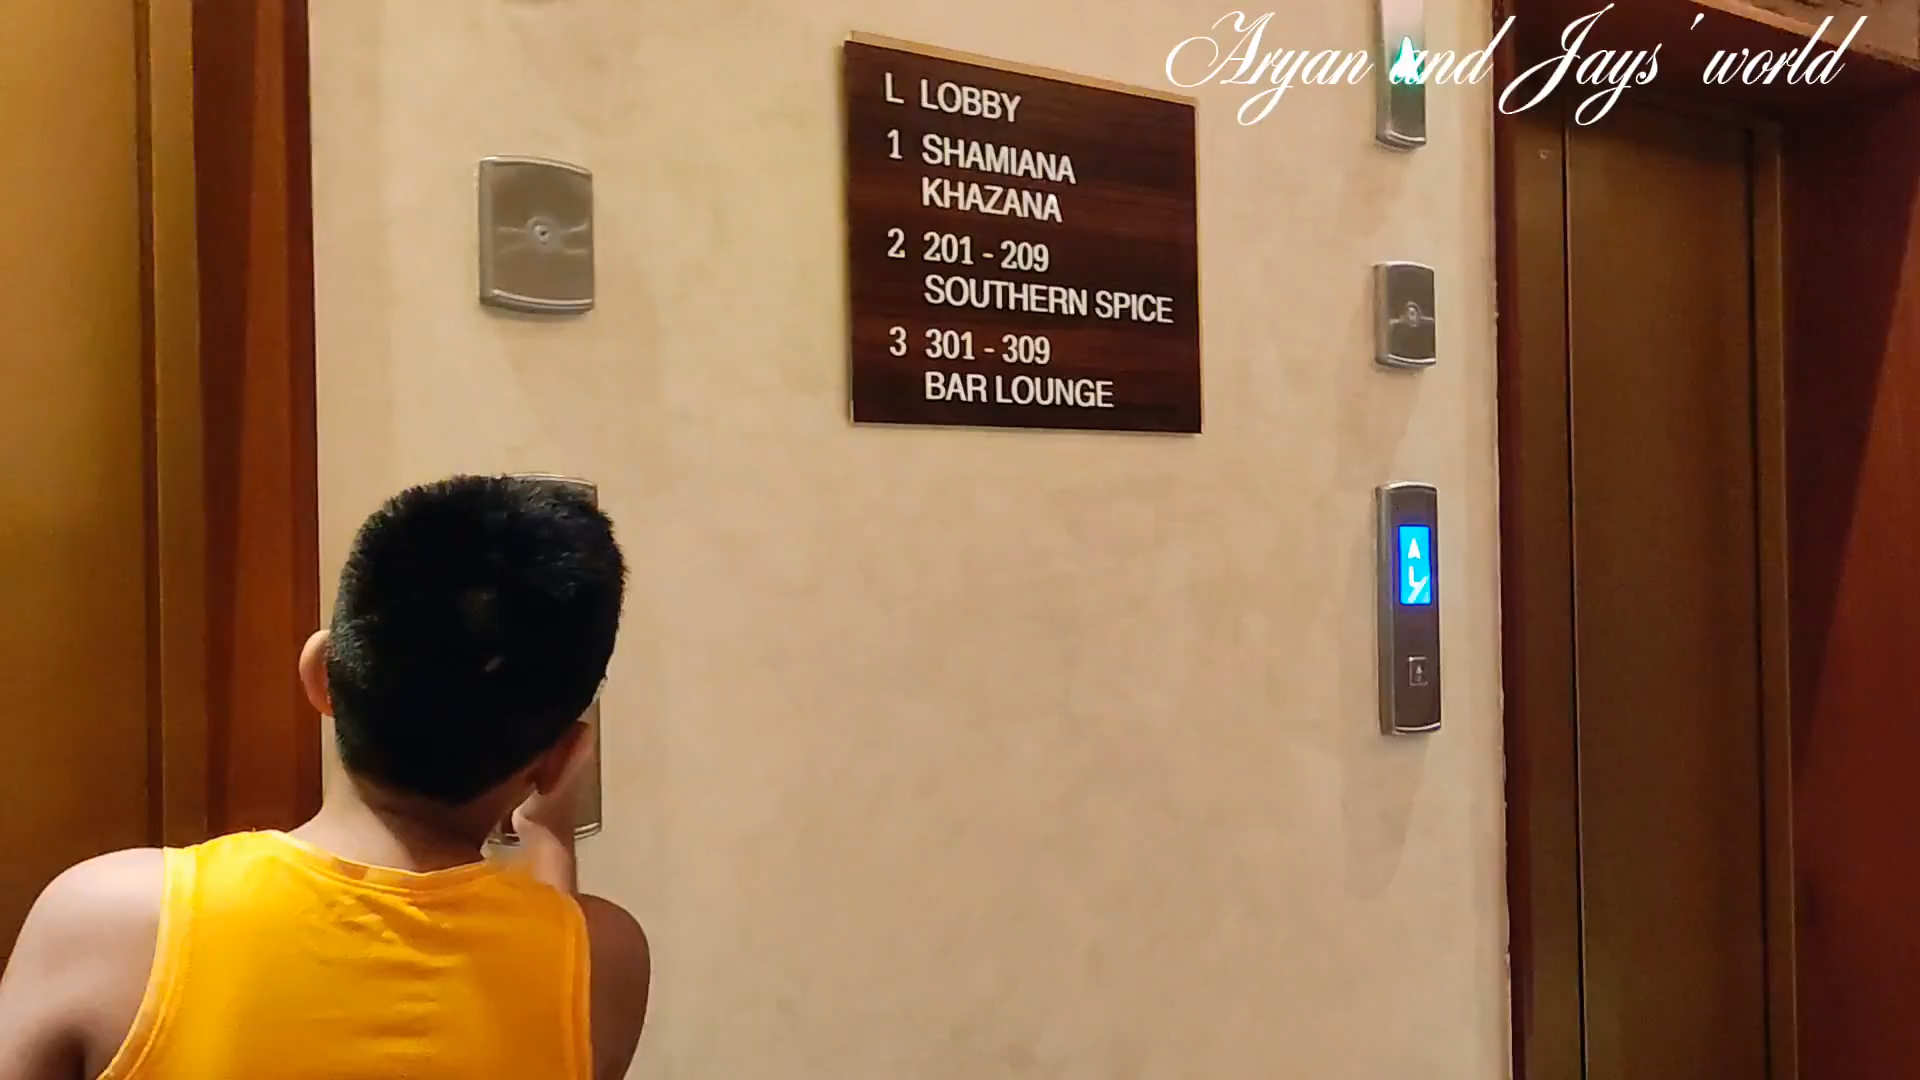 Aryan and Jays' world
L LOBBY
1 SHAMIANA
KHAZANA
2 201 - 209
SOUTHERN SPICE
3 301 - 309
BAR LOUNGE
L